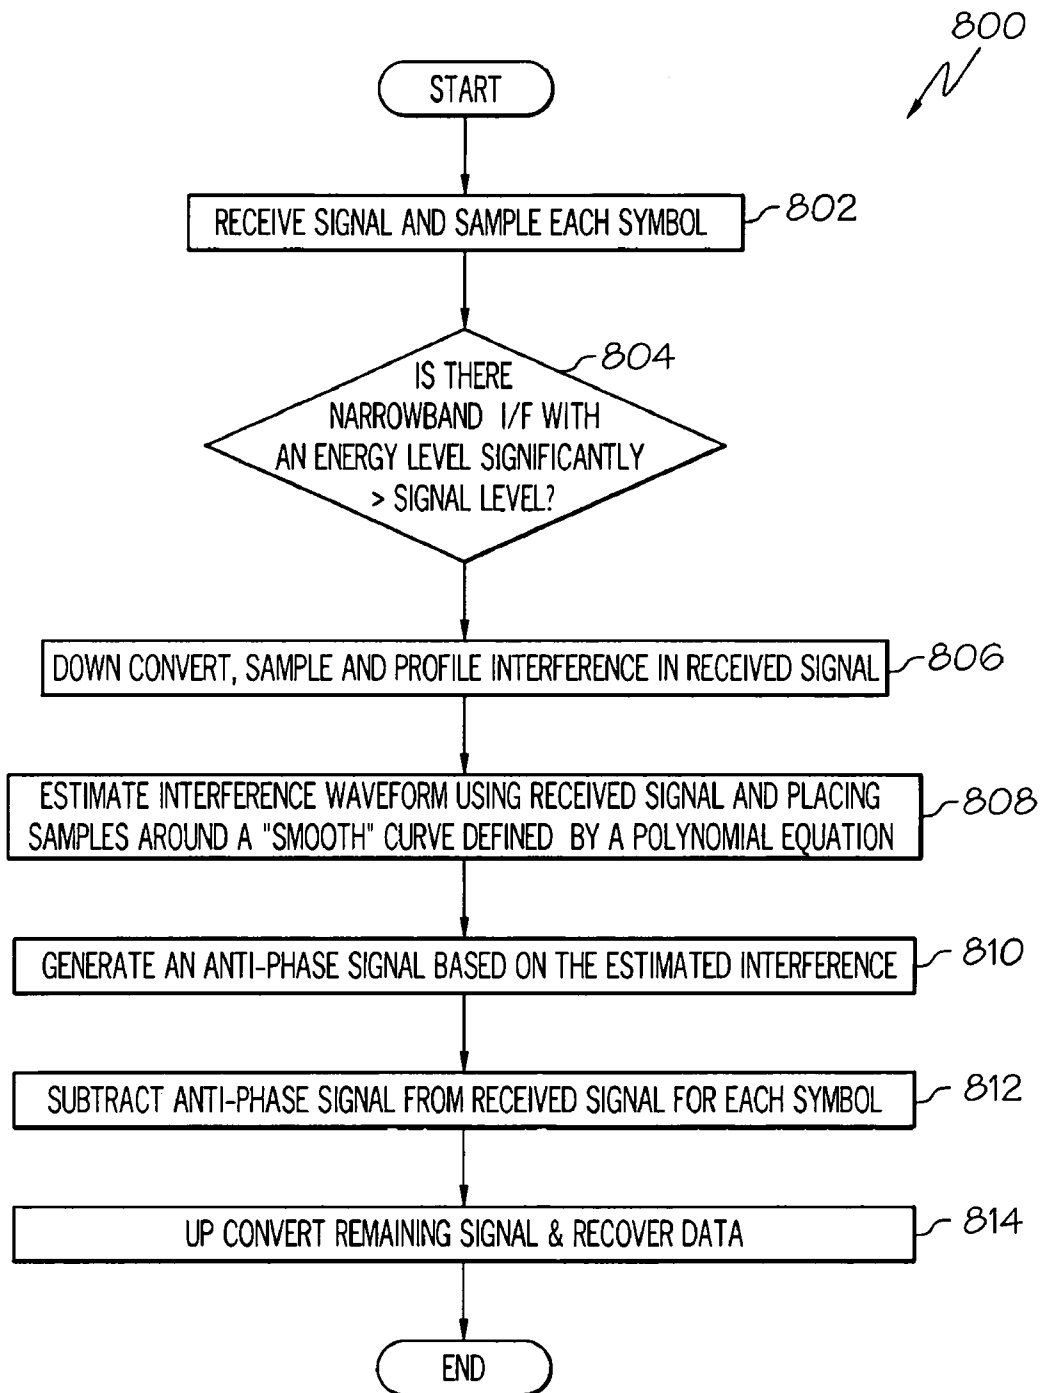 800
START
RECEIVE SIGNAL AND SAMPLE EACH SYMBOL
802
804
IS THERE
NARROWBAND I/F WITH
AN ENERGY LEVEL SIGNIFICANTLY
> SIGNAL LEVEL?
DOWN CONVERT, SAMPLE AND PROFILE INTERFERENCE IN RECEIVED SIGNAL
806
ESTIMATE INTERFERENCE WAVEFORM USING RECEIVED SIGNAL AND PLACING
SAMPLES AROUND A "SMOOTH" CURVE DEFINED BY A POLYNOMIAL EQUATION
808
GENERATE AN ANTI-PHASE SIGNAL BASED ON THE ESTIMATED INTERFERENCE
810
SUBTRACT ANTI-PHASE SIGNAL FROM RECEIVED SIGNAL FOR EACH SYMBOL
812
UP CONVERT REMAINING SIGNAL & RECOVER DATA
814
END